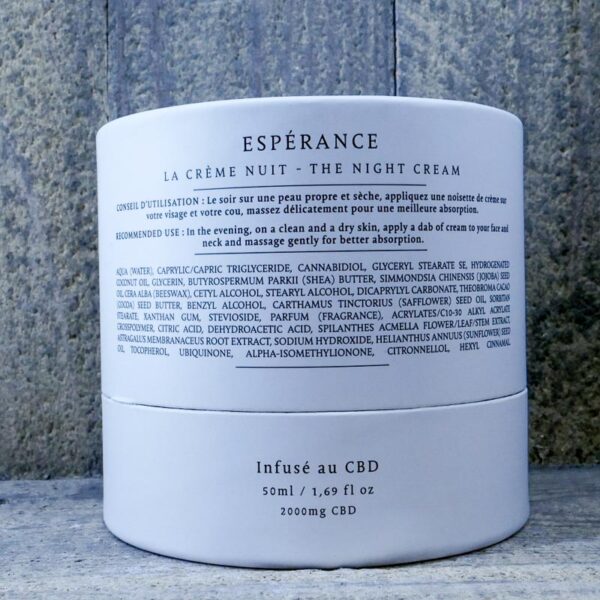 ESPÉRANCE
LA CRÈME NUIT - THE NIGHT CREAM
CONSEIL D'UTILISATION : Le soir sur une peau propre et sèche, appliquez une noisette de crème sur
votre visage et votre cou, massez délicatement pour une meilleure absorption.
RECOMMENDED USE : In the evening, on a clean and a dry skin, apply a dab of cream to your face and
neck and massage gently for better absorption.
AQUA (WATER), CAPRYLIC/CAPRIC TRIGLYCERIDE, CANNABIDIOL, GLYCERYL STEARATE SE, HYDROGENATED
COCONUT OIL, GLYCERIN, BUTYROSPERMUM PARKII (SHEA) BUTTER, SIMMONDSIA CHINENSIS (JOJOBA) SEED
OIL, CERA ALBA (BEESWAX), CETYL ALCOHOL, STEARYL ALCOHOL, DICAPRYLYL CARBONATE, THEOBROMA CACAO
(COCOA) SEED BUTTER, BENZYL ALCOHOL, CARTHAMUS TINCTORIUS (SAFFLOWER) SEED OIL, SORBITAN
STEARATE, XANTHAN GUM, STEVIOSIDE, PARFUM (FRAGRANCE), ACRYLATES/C10-30 ALKYL ACRYLATE
CROSSPOLYMER, CITRIC ACID, DEHYDROACETIC ACID, SPILANTHES ACMELLA FLOWER/LEAF/STEM EXTRACT,
ASTRAGALUS MEMBRANACEUS ROOT EXTRACT, SODIUM HYDROXIDE, HELIANTHUS ANNUUS (SUNFLOWER) SEED
OIL, TOCOPHEROL, UBIQUINONE, ALPHA-ISOMETHYLIONONE, CITRONNELLOL, HEXYL CINNAMAL
Infusé au CBD
50ml / 1,69 fl oz
2000mg CBD